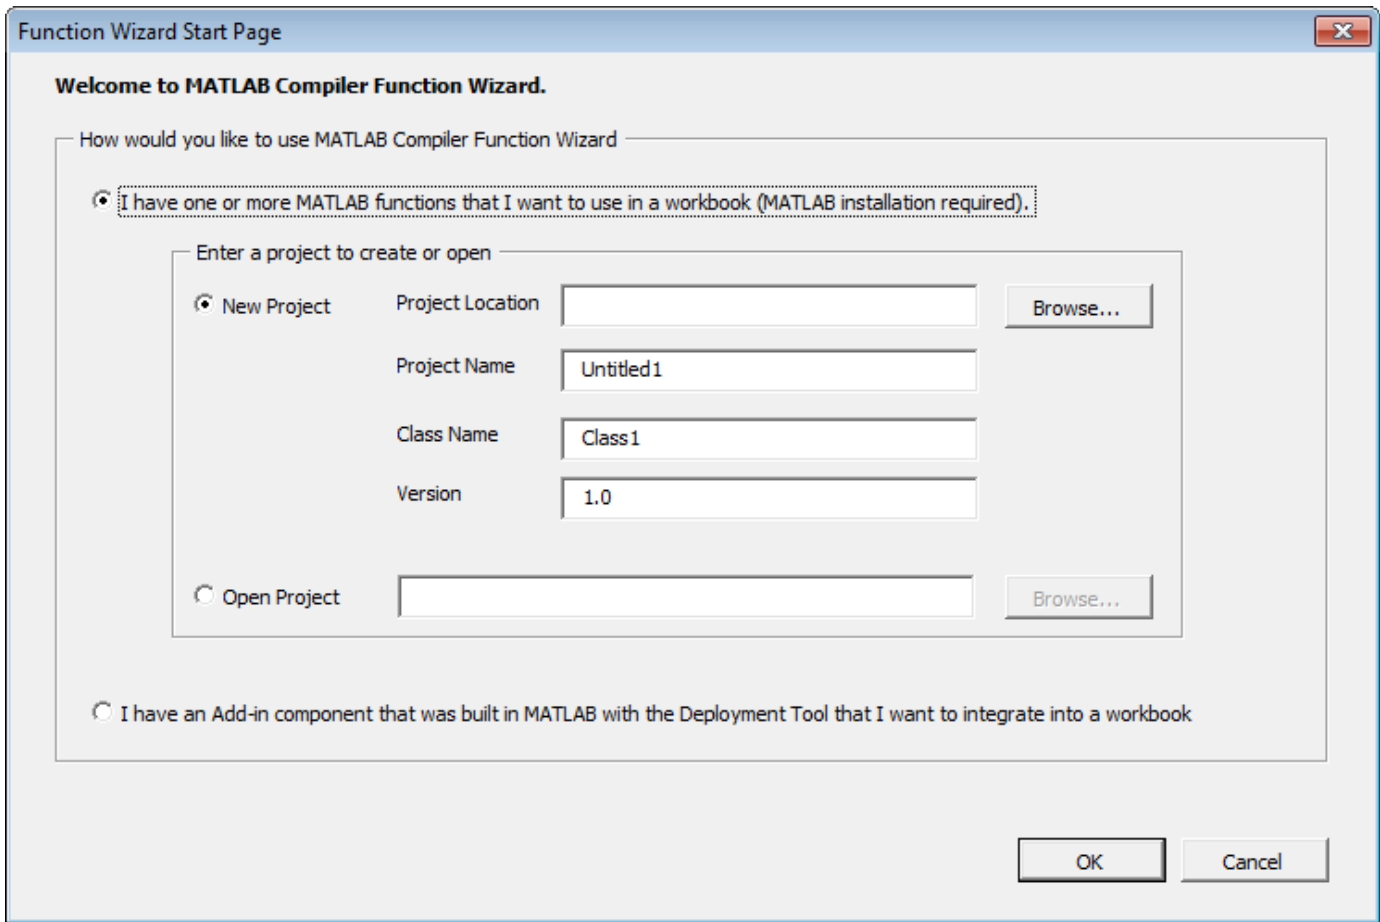 Function Wizard Start Page
Welcome to MATLAB Compiler Function Wizard.
How would you like to use MATLAB Compiler Function Wizard
I have one or more MATLAB functions that I want to use in a workbook (MATLAB installation required).
Enter a project to create or open
New Project Project Location Browse...
Project Name Untitled1
Class Name Class1
Version 1.0
Open Project Browse...
I have an Add-in component that was built in MATLAB with the Deployment Tool that I want to integrate into a workbook
OK Cancel